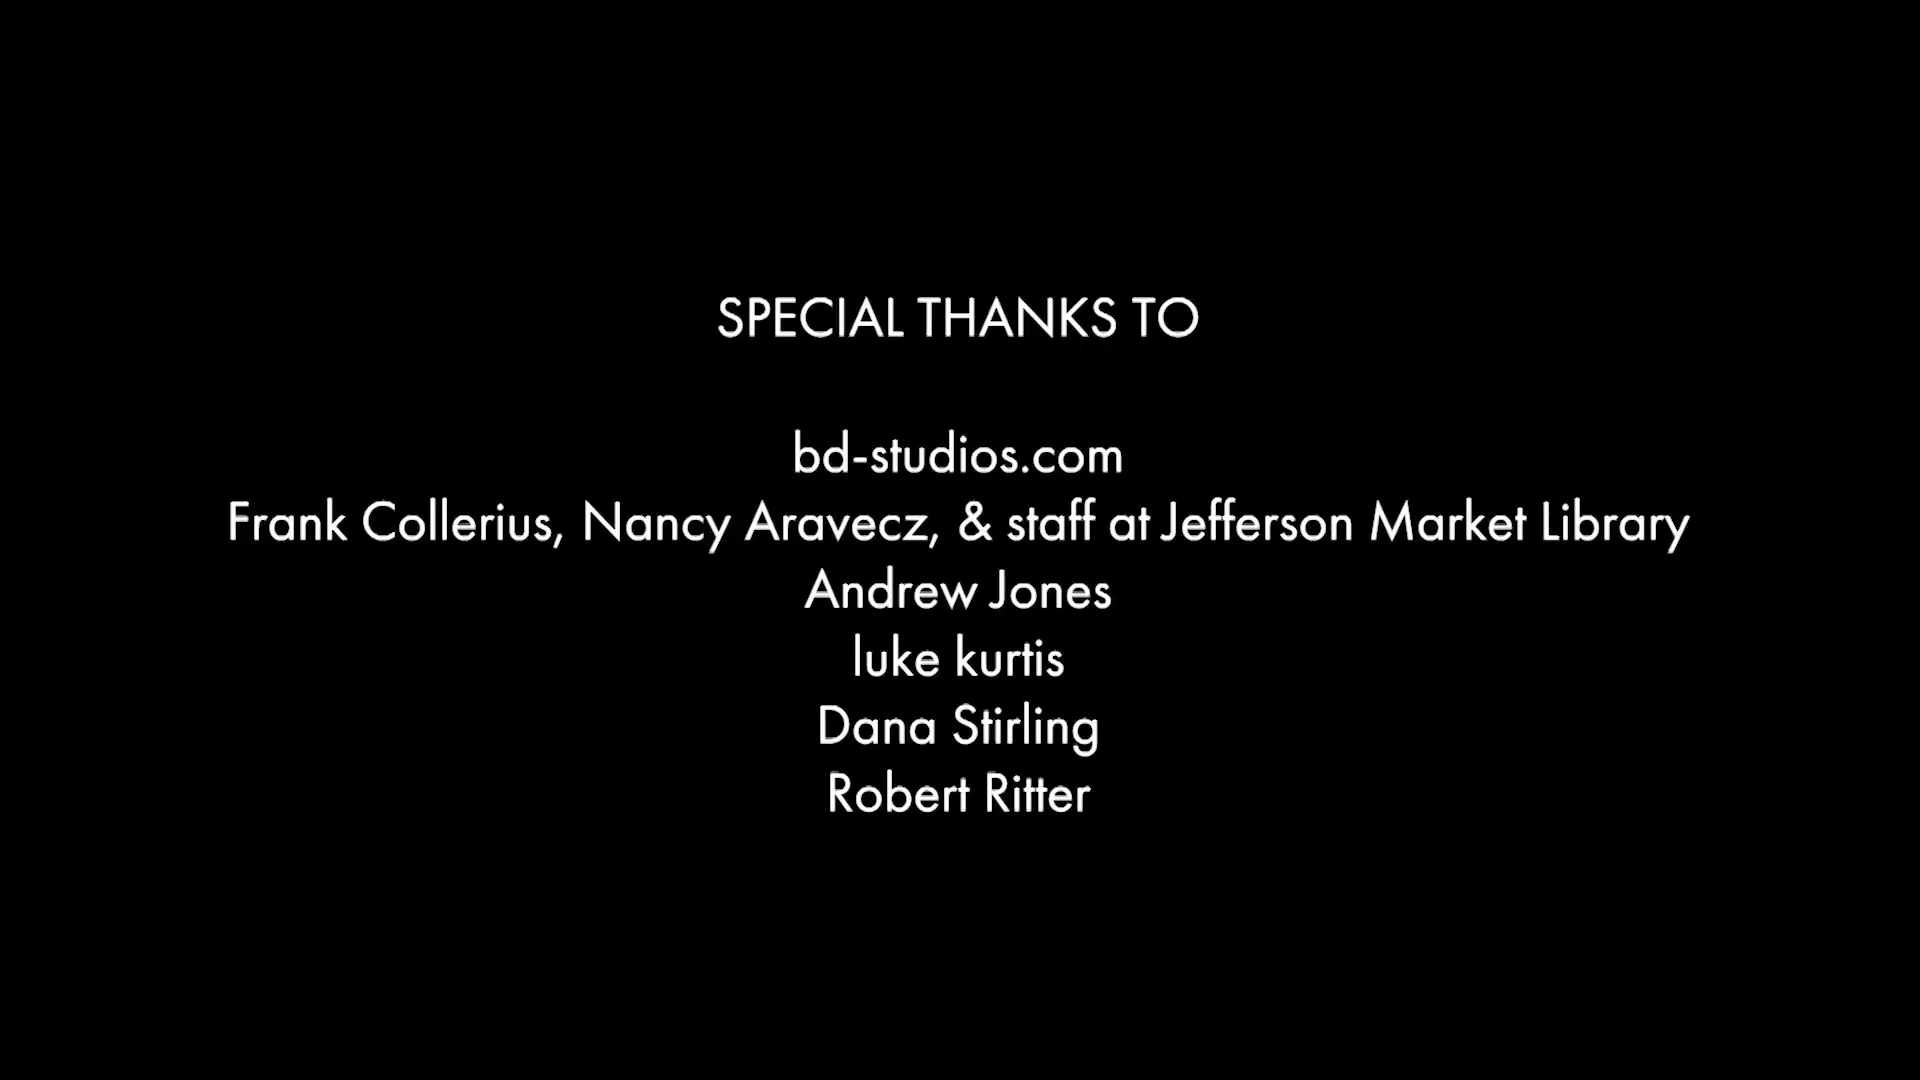 SPECIAL THANKS TO
bd-studios.com
Frank Collerius, Nancy Aravecz, & staff at Jefferson Market Library
Andrew Jones
luke kurtis
Dana Stirling
Robert Ritter